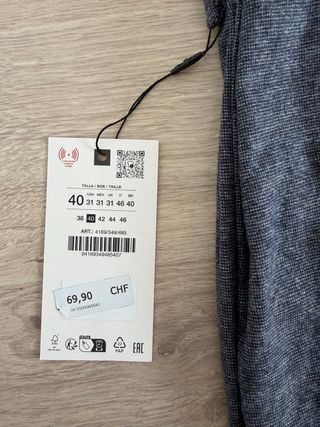 TALLA / SIZE / TAILLE
USA MEX UK IT BR
40 31 31 31 46 40
38 40 42 44 46
ART.: 4169/349/485
04169349485407
69,90 CHF
FSC
PAP
EAC